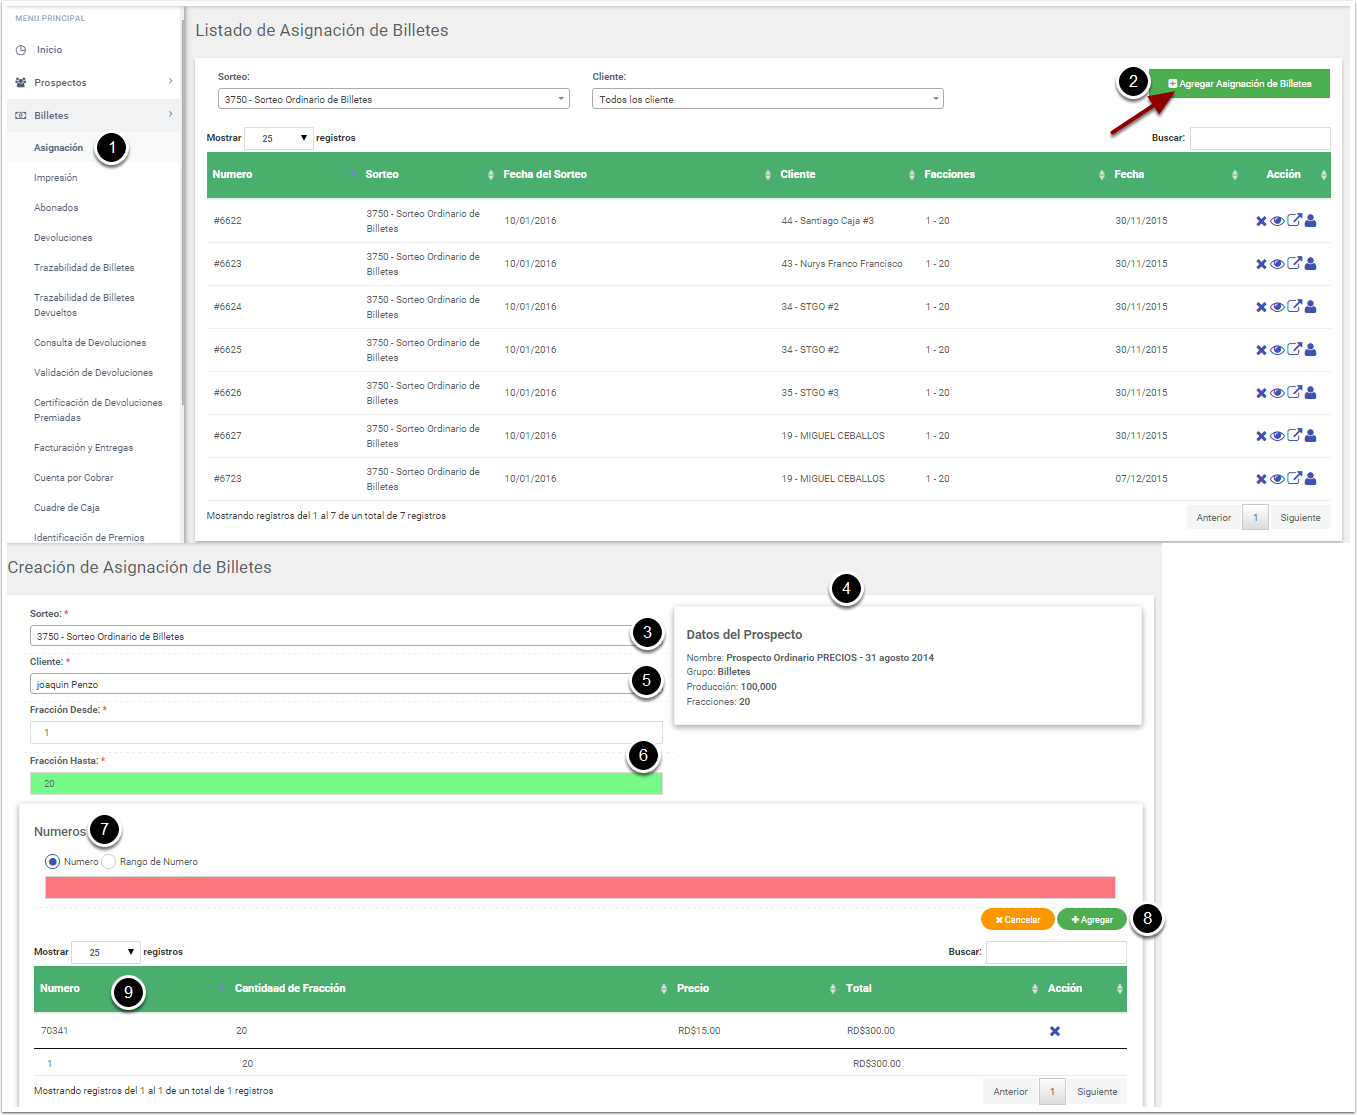 MENU PRINCIPAL
Inicio
Prospectos
Billetes
Asignación
1
Impresión
Abonados
Devoluciones
Trazabilidad de Billetes
Trazabilidad de Billetes
Devueltos
Consulta de Devoluciones
Validación de Devoluciones
Certificación de Devoluciones
Premiadas
Facturación y Entregas
Cuenta por Cobrar
Cuadre de Caja
Identificación de Premios
Listado de Asignación de Billetes
Sorteo: Cliente:
3750 - Sorteo Ordinario de Billetes Todos los cliente
2 Agregar Asignación de Billetes
Mostrar 25 registros Buscar:
Numero Sorteo Fecha del Sorteo Cliente Facciones Fecha Acción
#6622 3750 - Sorteo Ordinario de Billetes 10/01/2016 44 - Santiago Caja #3 1 - 20 30/11/2015
#6623 3750 - Sorteo Ordinario de Billetes 10/01/2016 43 - Nurys Franco Francisco 1 - 20 30/11/2015
#6624 3750 - Sorteo Ordinario de Billetes 10/01/2016 34 - STGO #2 1 - 20 30/11/2015
#6625 3750 - Sorteo Ordinario de Billetes 10/01/2016 34 - STGO #2 1 - 20 30/11/2015
#6626 3750 - Sorteo Ordinario de Billetes 10/01/2016 35 - STGO #3 1 - 20 30/11/2015
#6627 3750 - Sorteo Ordinario de Billetes 10/01/2016 19 - MIGUEL CEBALLOS 1 - 20 30/11/2015
#6723 3750 - Sorteo Ordinario de Billetes 10/01/2016 19 - MIGUEL CEBALLOS 1 - 20 07/12/2015
Mostrando registros del 1 al 7 de un total de 7 registros Anterior 1 Siguiente
Creación de Asignación de Billetes
Sorteo: *
3750 - Sorteo Ordinario de Billetes 3
Cliente: *
joaquin Penzo 5
Fracción Desde: *
1
Fracción Hasta: * 6
20
4
Datos del Prospecto
Nombre: Prospecto Ordinario PRECIOS - 31 agosto 2014
Grupo: Billetes
Producción: 100,000
Fracciones: 20
Numeros 7
Numero Rango de Numero
Cancelar Agregar 8
Mostrar 25 registros Buscar:
Numero 9 Cantidaad de Fracción Precio Total Acción
70341 20 RD$15.00 RD$300.00
1 20 RD$300.00
Mostrando registros del 1 al 1 de un total de 1 registros Anterior 1 Siguiente